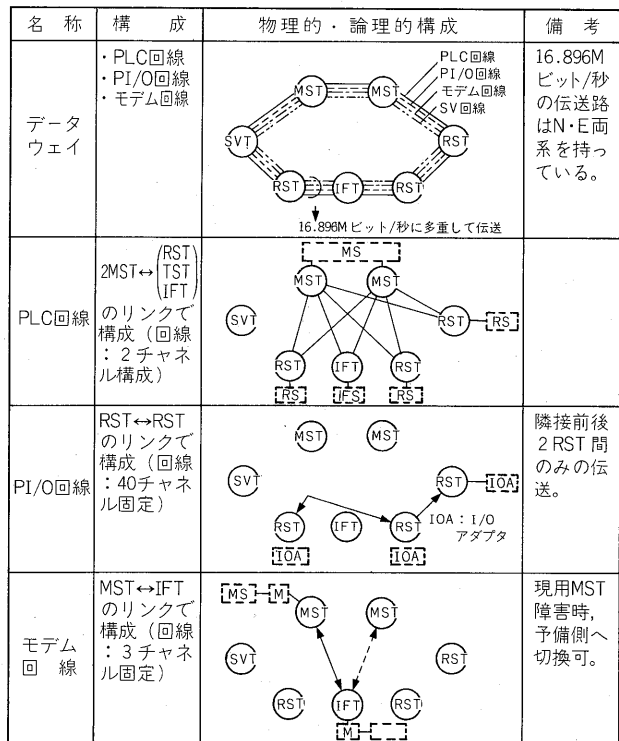 名称 構成 物理的・論理的構成 備考
データ
ウェイ
・PLC回線
・PI/O回線
・モデム回線
PLC回線
PI/O回線
モデム回線
SV回線
MST MST
SVT RST
RST IFT RST
16.896Mビット/秒に多重して伝送
16.896M
ビット/秒
の伝送路
はN・E両
系を持っ
ている。
PLC回線
2MST↔(RST
TST
IFT)
のリンクで
構成(回線
:2チャネ
ル構成)
MS
MST MST
SVT RST RS
RST IFT RST
RS IFS RS
PI/O回線
RST↔RST
のリンクで
構成(回線
:40チャネ
ル固定)
MST MST
SVT RST IOA
RST IFT RST
IOA:I/O
アダプタ
IOA IOA
隣接前後
2RST間
のみの伝
送。
モデム
回線
MST↔IFT
のリンクで
構成(回線
:3チャネ
ル固定)
MS M
MST MST
SVT RST
RST IFT RST
M
現用MST
障害時,
予備側へ
切換可。